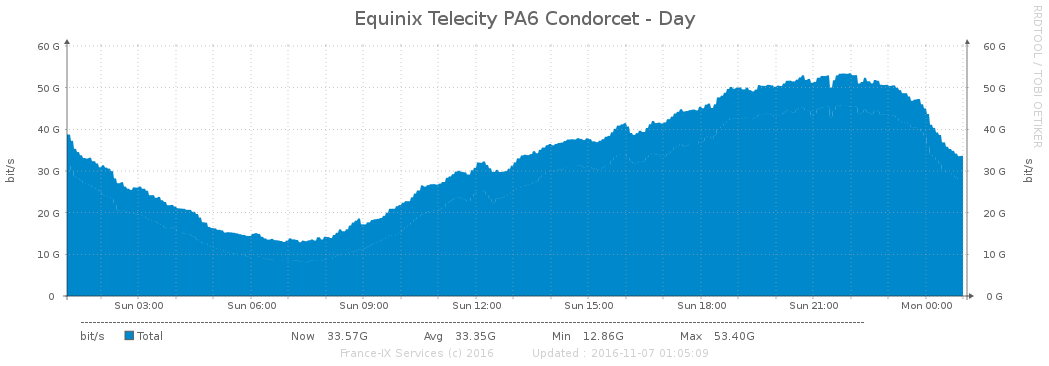 Equinix Telecity PA6 Condorcet - Day
RRDTOOL / TOBI OETIKER
60 G 60 G
50 G 50 G
40 G 40 G
30 G 30 G
20 G 20 G
10 G 10 G
0 0 G
bit/s
bit/s
Sun 03:00 Sun 06:00 Sun 09:00 Sun 12:00 Sun 15:00 Sun 18:00 Sun 21:00 Mon 00:00
bit/s Total Now 33.57G Avg 33.35G Min 12.86G Max 53.40G
France-IX Services (c) 2016 Updated : 2016-11-07 01:05:09